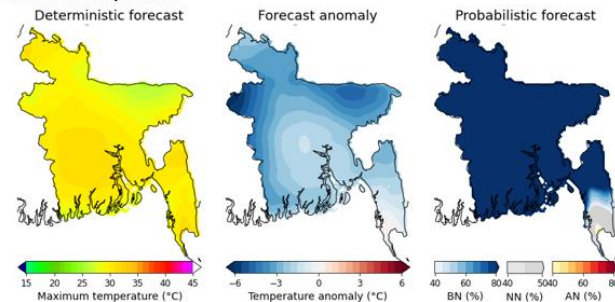 Deterministic forecast
Forecast anomaly
Probabilistic forecast
15 20 25 30 35 40 45
Maximum temperature (°C)
−6 −3 0 3 6
Temperature anomaly (°C)
40 60 80
BN (%)
40 50
NN (%)
40 60 80
AN (%)